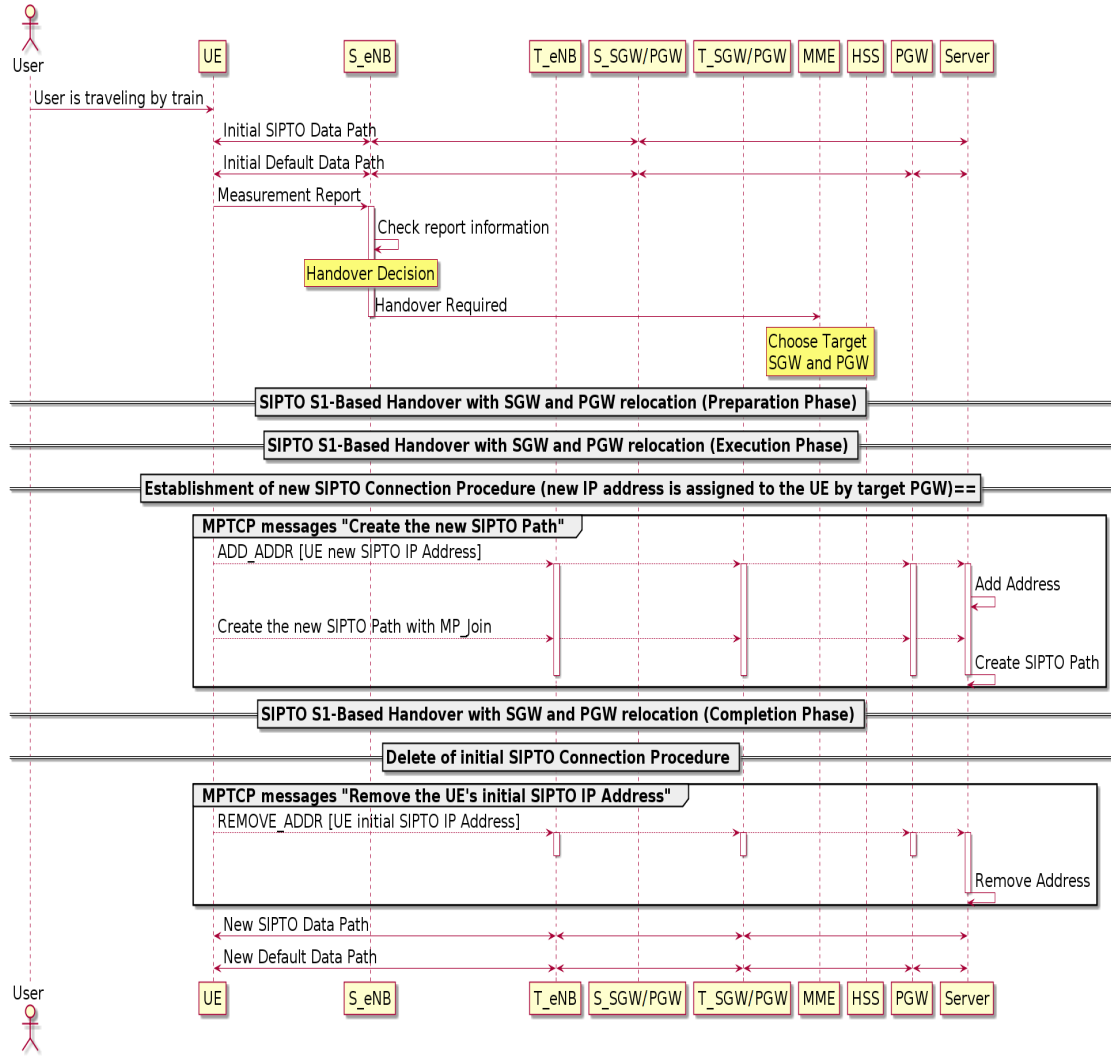 User
UE
S_eNB
T_eNB
S_SGW/PGW
T_SGW/PGW
MME
HSS
PGW
Server
User is traveling by train
Initial SIPTO Data Path
Initial Default Data Path
Measurement Report
Check report information
Handover Decision
Handover Required
Choose Target
SGW and PGW
SIPTO S1-Based Handover with SGW and PGW relocation (Preparation Phase)
SIPTO S1-Based Handover with SGW and PGW relocation (Execution Phase)
Establishment of new SIPTO Connection Procedure (new IP address is assigned to the UE by target PGW)==
MPTCP messages "Create the new SIPTO Path"
ADD_ADDR [UE new SIPTO IP Address]
Add Address
Create the new SIPTO Path with MP_Join
Create SIPTO Path
SIPTO S1-Based Handover with SGW and PGW relocation (Completion Phase)
Delete of initial SIPTO Connection Procedure
MPTCP messages "Remove the UE's initial SIPTO IP Address"
REMOVE_ADDR [UE initial SIPTO IP Address]
Remove Address
New SIPTO Data Path
New Default Data Path
User
UE
S_eNB
T_eNB
S_SGW/PGW
T_SGW/PGW
MME
HSS
PGW
Server